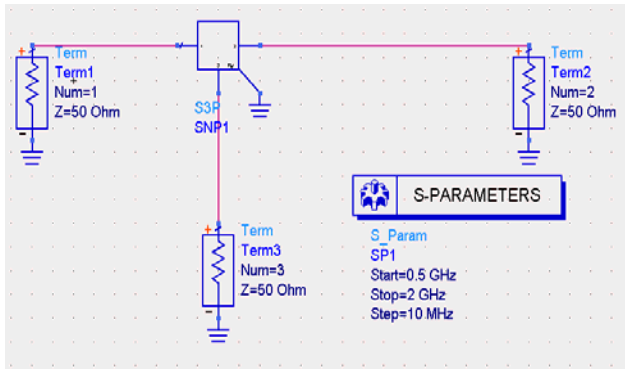 Term
Term1
Num=1
Z=50 Ohm
S3P
SNP1
Term
Term2
Num=2
Z=50 Ohm
Term
Term3
Num=3
Z=50 Ohm
S-PARAMETERS
S_Param
SP1
Start=0.5 GHz
Stop=2 GHz
Step=10 MHz